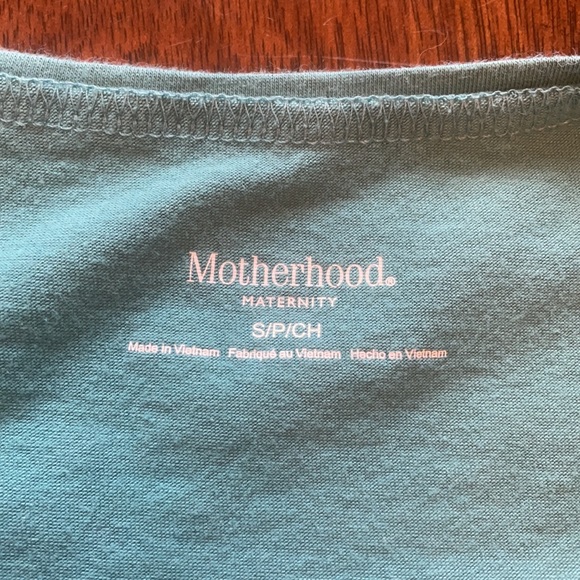 Motherhood®
MATERNITY
S/P/CH
Made in Vietnam Fabriqué au Vietnam Hecho en Vietnam